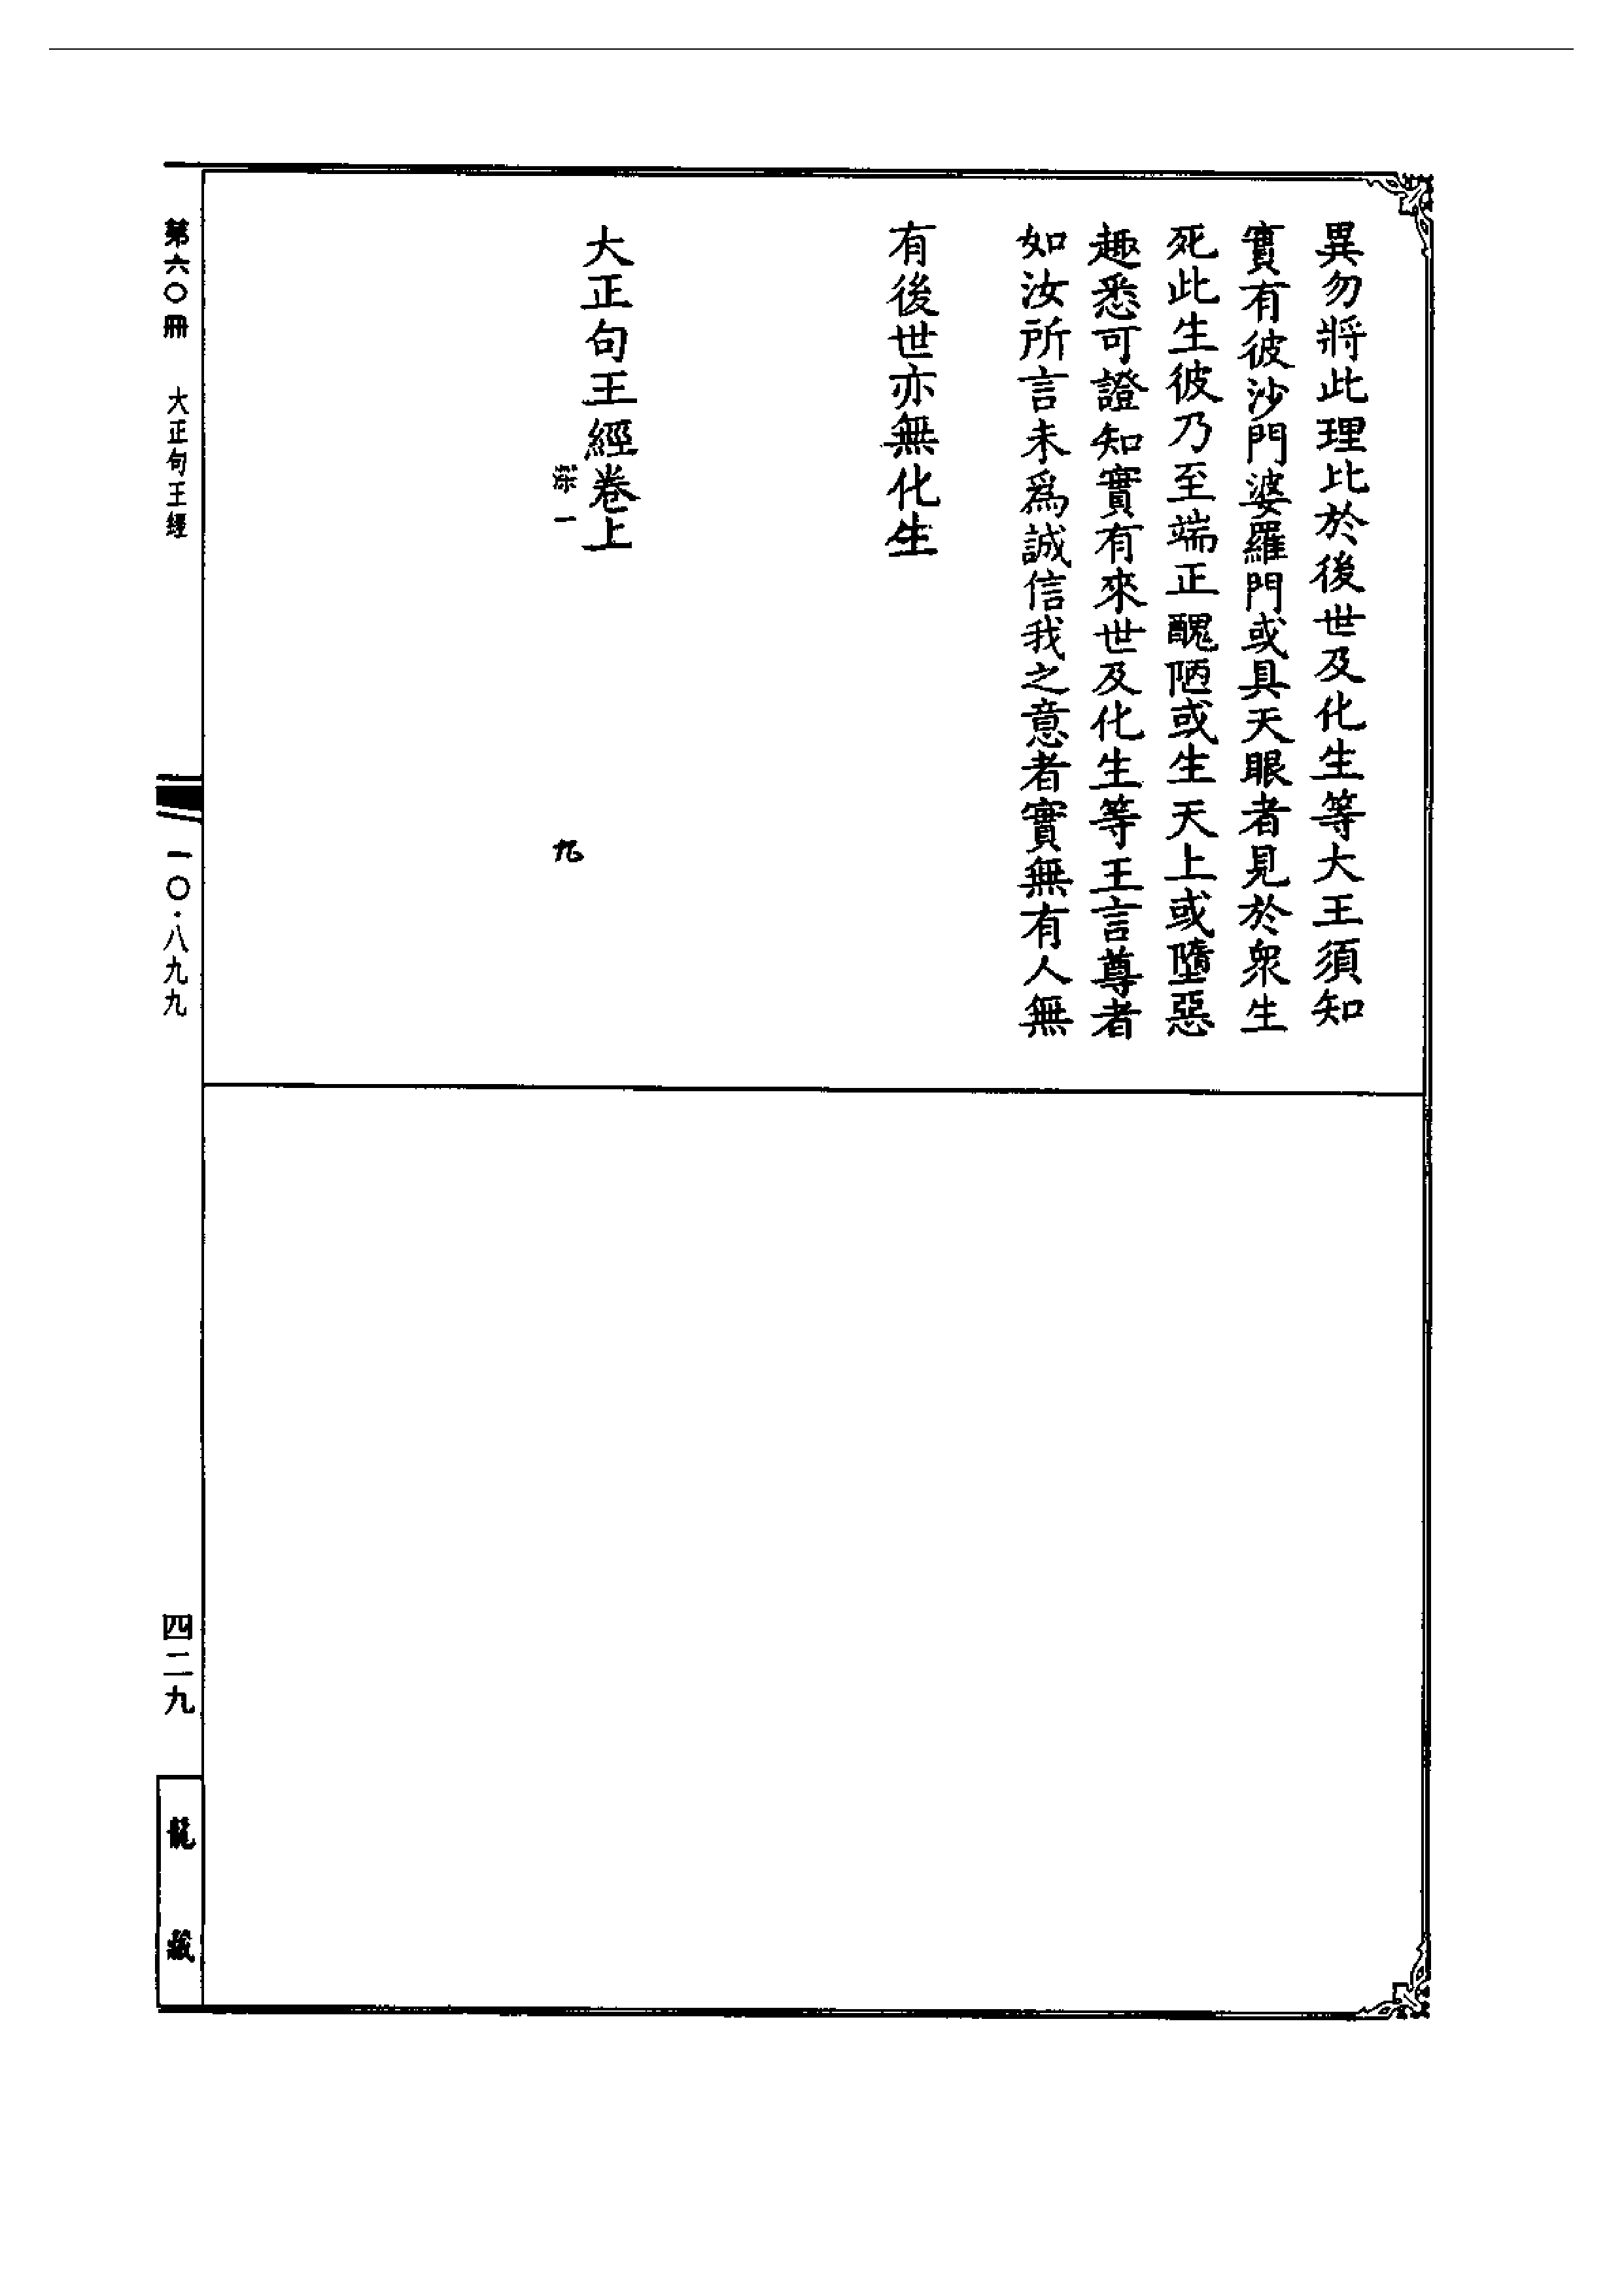 異勿將此理比於後世及化生等大王須知
實有彼沙門婆羅門或具天眼者見於衆生
死此生彼乃至端正醜陋或生天上或墮惡
趣悉可證知實有來世及化生等王言尊者
如汝所言未爲誠信我之意者實無有人無
有後世亦無化生
大正句王經卷上
深一 九
第六〇冊 大正句王經 一〇·八九九 四二九
龍藏